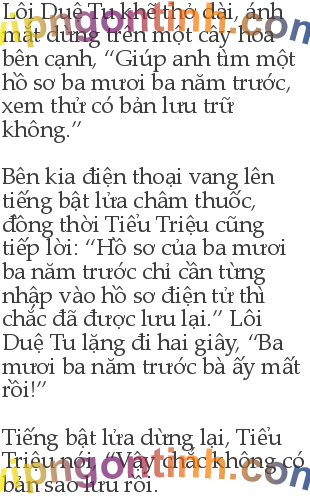 Lôi Duệ Tu khẽ thở dài, ánh
mắt dừng trên một cây hoa
bên cạnh, “Giúp anh tìm một
hồ sơ ba mươi ba năm trước,
xem thử có bản lưu trữ
không.”
Bên kia điện thoại vang lên
tiếng bật lửa châm thuốc,
đồng thời Tiểu Triệu cũng
tiếp lời: “Hồ sơ của ba mươi
ba năm trước chỉ cần từng
nhập vào hồ sơ điện tử thì
chắc đã được lưu lại.” Lôi
Duệ Tu lặng đi hai giây, “Ba
mươi ba năm trước bà ấy mất
rồi!”
Tiếng bật lửa dừng lại, Tiểu
Triệu nói, “Vậy chắc không có
bản sao lưu rồi.